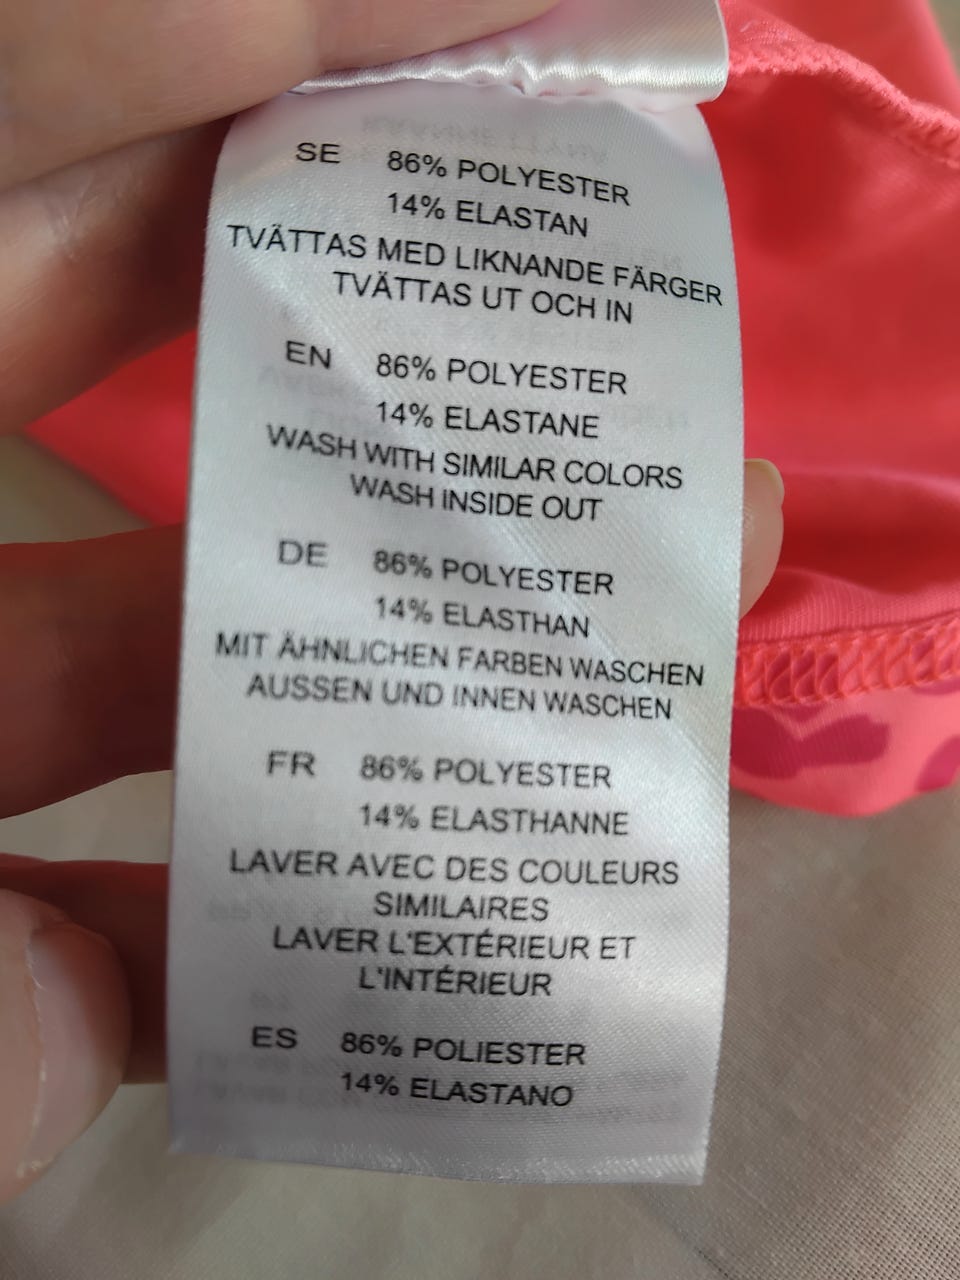 SE 86% POLYESTER
14% ELASTAN
TVÄTTAS MED LIKNANDE FÄRGER
TVÄTTAS UT OCH IN
EN 86% POLYESTER
14% ELASTANE
WASH WITH SIMILAR COLORS
WASH INSIDE OUT
DE 86% POLYESTER
14% ELASTHAN
MIT ÄHNLICHEN FARBEN WASCHEN
AUSSEN UND INNEN WASCHEN
FR 86% POLYESTER
14% ELASTHANNE
LAVER AVEC DES COULEURS
SIMILAIRES
LAVER L'EXTÉRIEUR ET
L'INTÉRIEUR
ES 86% POLIESTER
14% ELASTANO